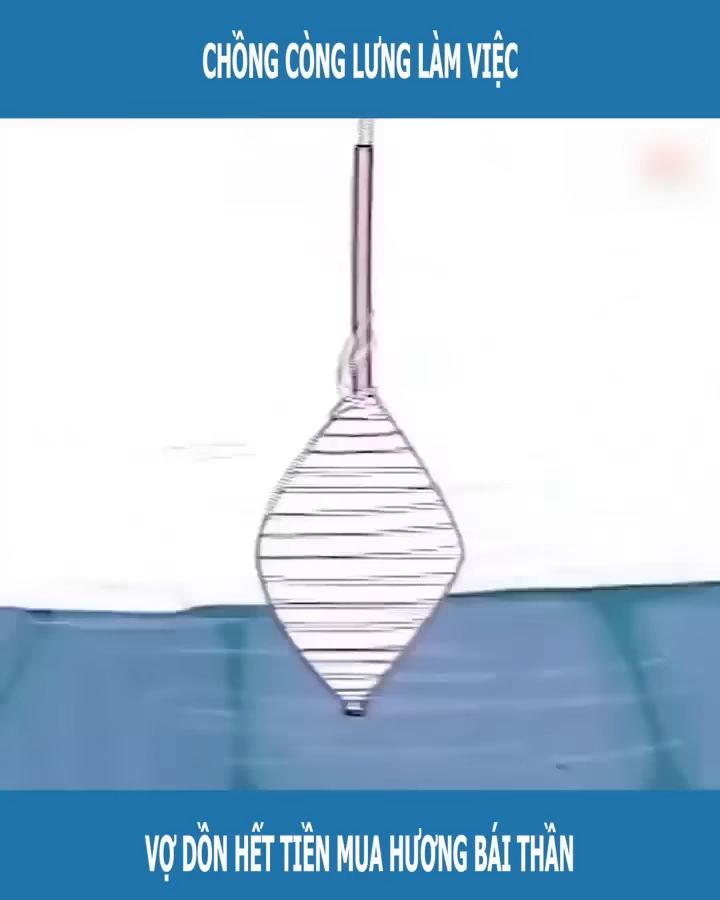 CHỒNG CÒNG LƯNG LÀM VIỆC
VỢ DỒN HẾT TIỀN MUA HƯƠNG BÁI THẦN